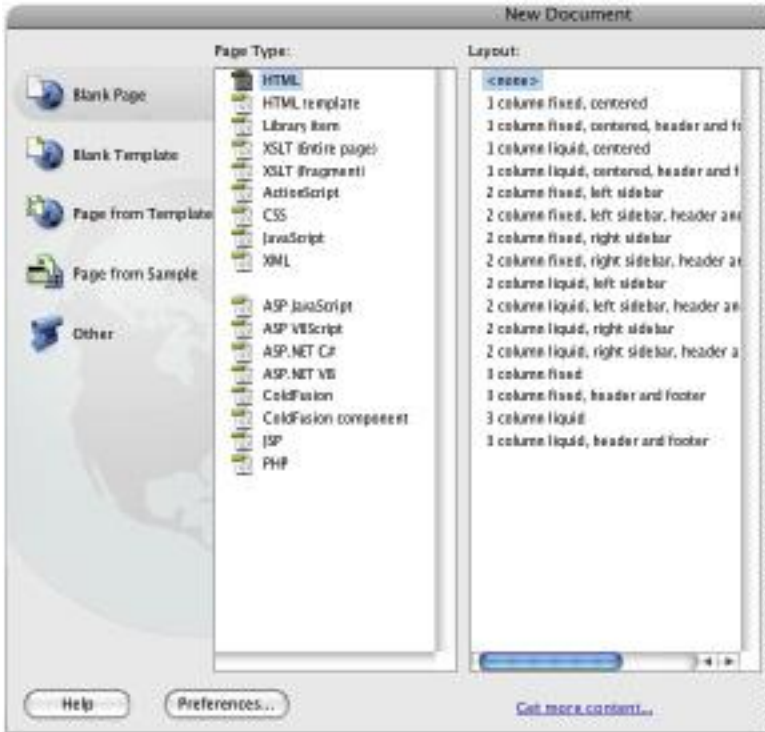 New Document
Blank Page
Blank Template
Page from Template
Page from Sample
Other
Page Type:
HTML
HTML template
Library item
XSLT (Entire page)
XSLT (Fragment)
ActionScript
CSS
JavaScript
XML
ASP JavaScript
ASP VBScript
ASP.NET C#
ASP.NET VB
ColdFusion
ColdFusion component
JSP
PHP
Layout:
<none>
1 column fixed, centered
1 column fixed, centered, header and fo
1 column liquid, centered
1 column liquid, centered, header and f
2 column fixed, left sidebar
2 column fixed, left sidebar, header and
2 column fixed, right sidebar
2 column fixed, right sidebar, header an
2 column liquid, left sidebar
2 column liquid, left sidebar, header an
2 column liquid, right sidebar
2 column liquid, right sidebar, header a
3 column fixed
3 column fixed, header and footer
3 column liquid
3 column liquid, header and footer
Help
Preferences...
Get more content...